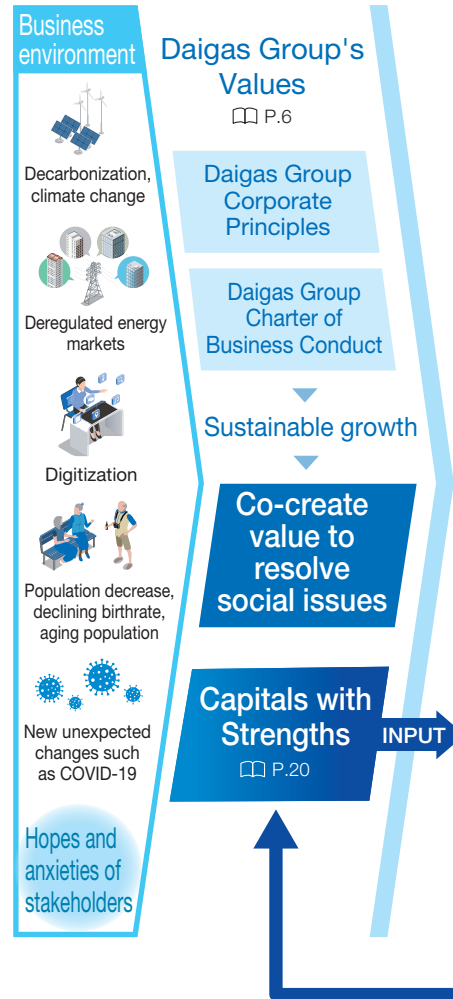 Business
environment
Decarbonization,
climate change
Deregulated energy
markets
Digitization
Population decrease,
declining birthrate,
aging population
New unexpected
changes such
as COVID-19
Hopes and
anxieties of
stakeholders
Daigas Group's
Values
P.6
Daigas Group
Corporate
Principles
Daigas Group
Charter of
Business Conduct
Sustainable growth
Co-create
value to
resolve
social issues
Capitals with
Strengths
P.20
INPUT